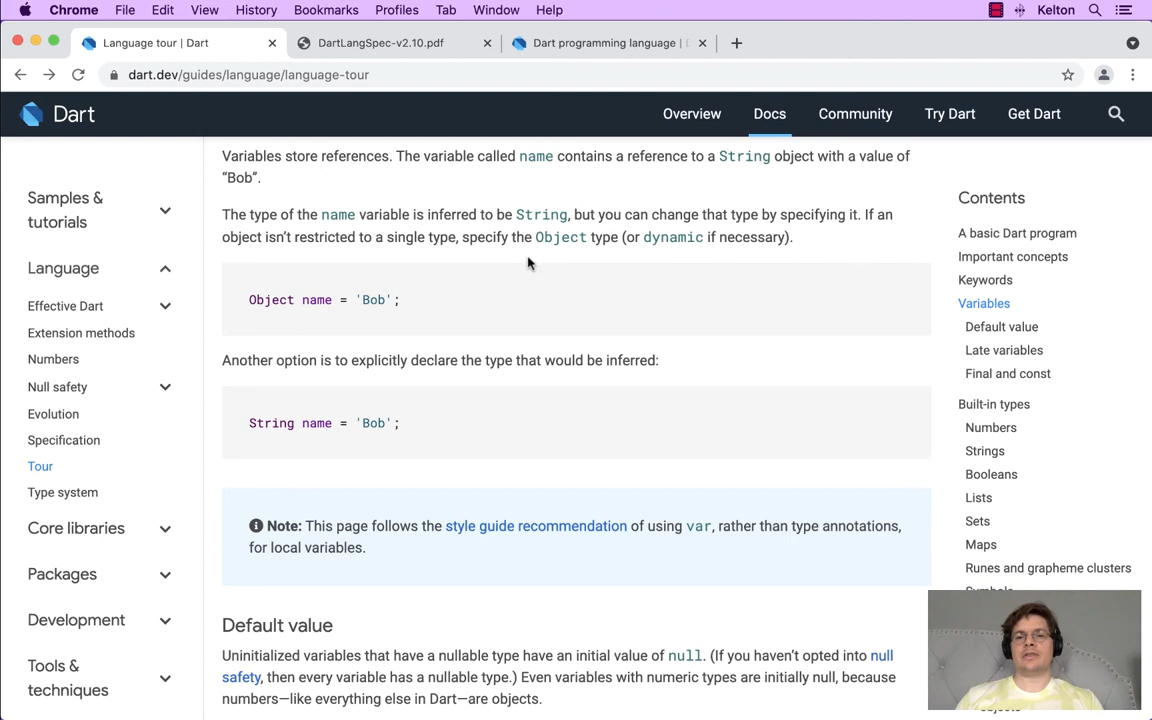 Chrome File Edit View History Bookmarks Profiles Tab Window Help Kelton
Language tour | Dart
DartLangSpec-v2.10.pdf
Dart programming language |
dart.dev/guides/language/language-tour
Dart
Overview Docs Community Try Dart Get Dart
Samples &
tutorials
Language
Effective Dart
Extension methods
Numbers
Null safety
Evolution
Specification
Tour
Type system
Core libraries
Packages
Development
Tools &
techniques
Variables store references. The variable called name contains a reference to a String object with a value of
“Bob”.
The type of the name variable is inferred to be String, but you can change that type by specifying it. If an
object isn’t restricted to a single type, specify the Object type (or dynamic if necessary).
Object name = 'Bob';
Another option is to explicitly declare the type that would be inferred:
String name = 'Bob';
Note: This page follows the style guide recommendation of using var, rather than type annotations,
for local variables.
Default value
Uninitialized variables that have a nullable type have an initial value of null. (If you haven’t opted into null
safety, then every variable has a nullable type.) Even variables with numeric types are initially null, because
numbers—like everything else in Dart—are objects.
Contents
A basic Dart program
Important concepts
Keywords
Variables
Default value
Late variables
Final and const
Built-in types
Numbers
Strings
Booleans
Lists
Sets
Maps
Runes and grapheme clusters